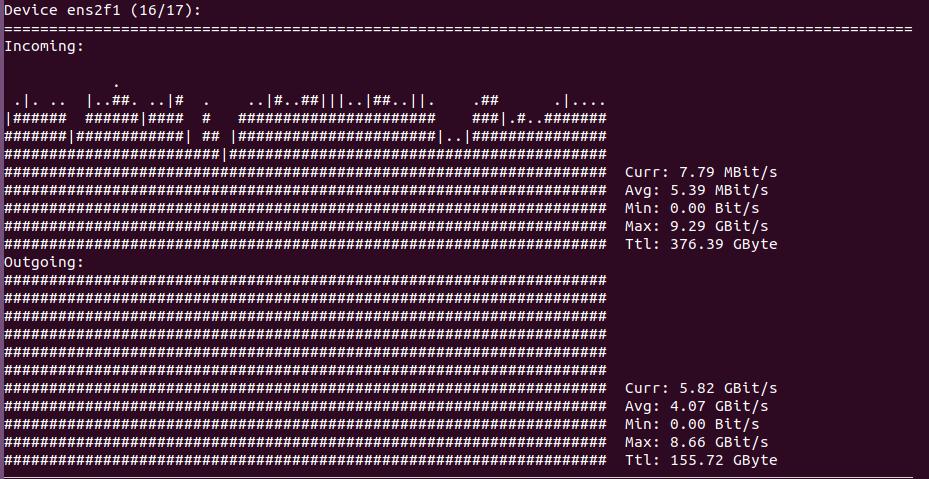 Device ens2f1 (16/17):
Incoming:
Curr: 7.79 MBit/s
Avg: 5.39 MBit/s
Min: 0.00 Bit/s
Max: 9.29 GBit/s
Ttl: 376.39 GByte
Outgoing:
Curr: 5.82 GBit/s
Avg: 4.07 GBit/s
Min: 0.00 Bit/s
Max: 8.66 GBit/s
Ttl: 155.72 GByte